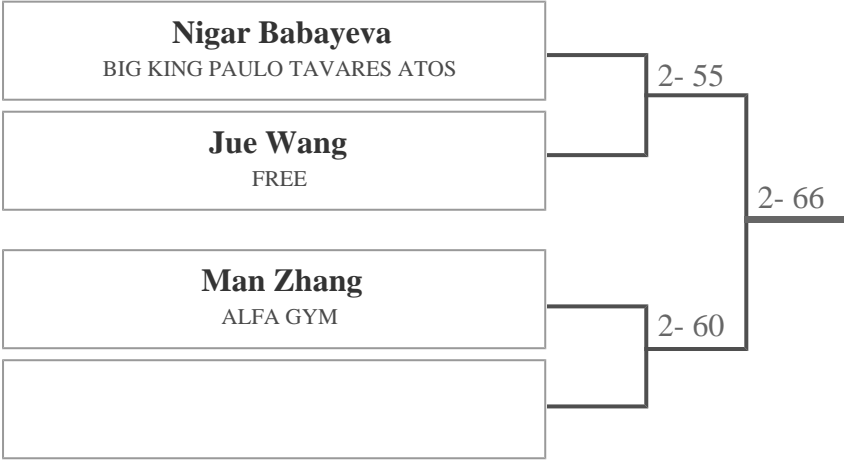 Nigar Babayeva
BIG KING PAULO TAVARES ATOS
2- 55
Jue Wang
FREE
2- 66
Man Zhang
ALFA GYM
2- 60